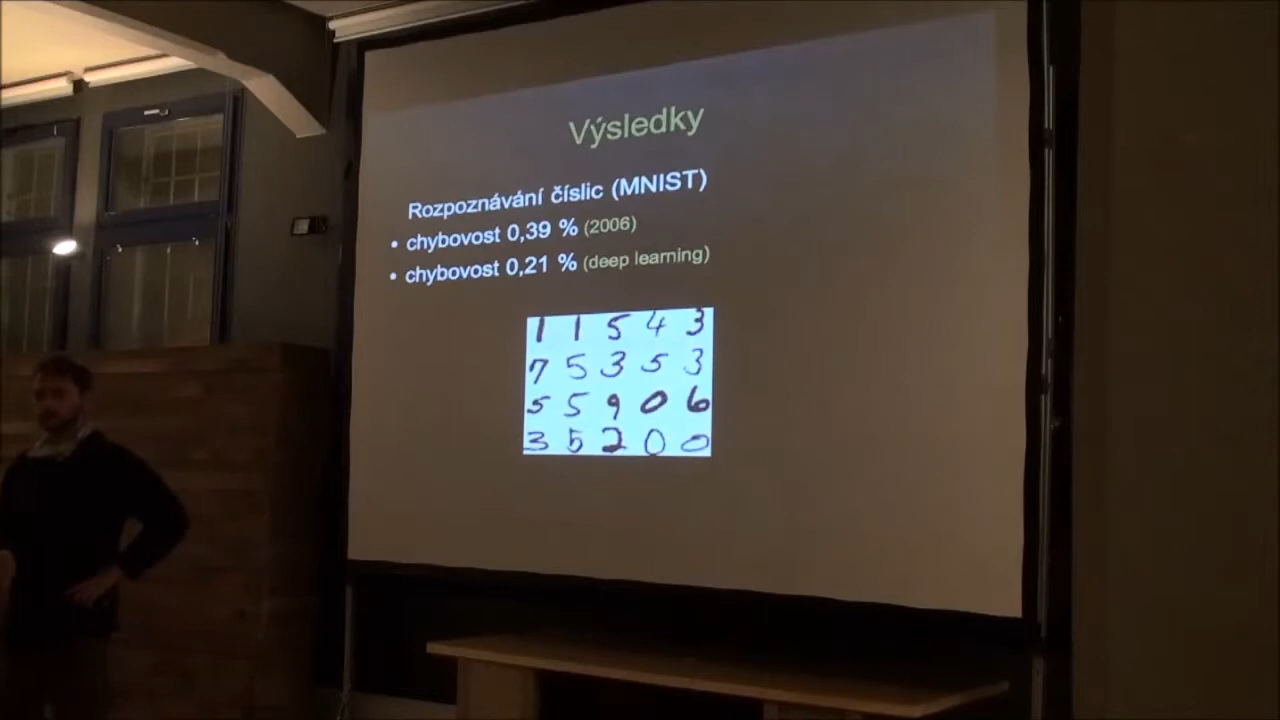 Výsledky
Rozpoznávání číslic (MNIST)
• chybovost 0,39 % (2006)
• chybovost 0,21 % (deep learning)
1 1 5 4 3
7 5 3 5 3
5 5 9 0 6
3 5 2 0 0